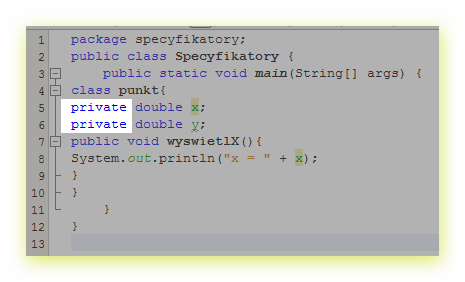 1 package specyfikatory;
2 public class Specyfikatory {
3 public static void main(String[] args) {
4 class punkt{
5 private double x;
6 private double y;
7 public void wyswietlX(){
8 System.out.println("x = " + x);
9 }
10 }
11 }
12 }
13